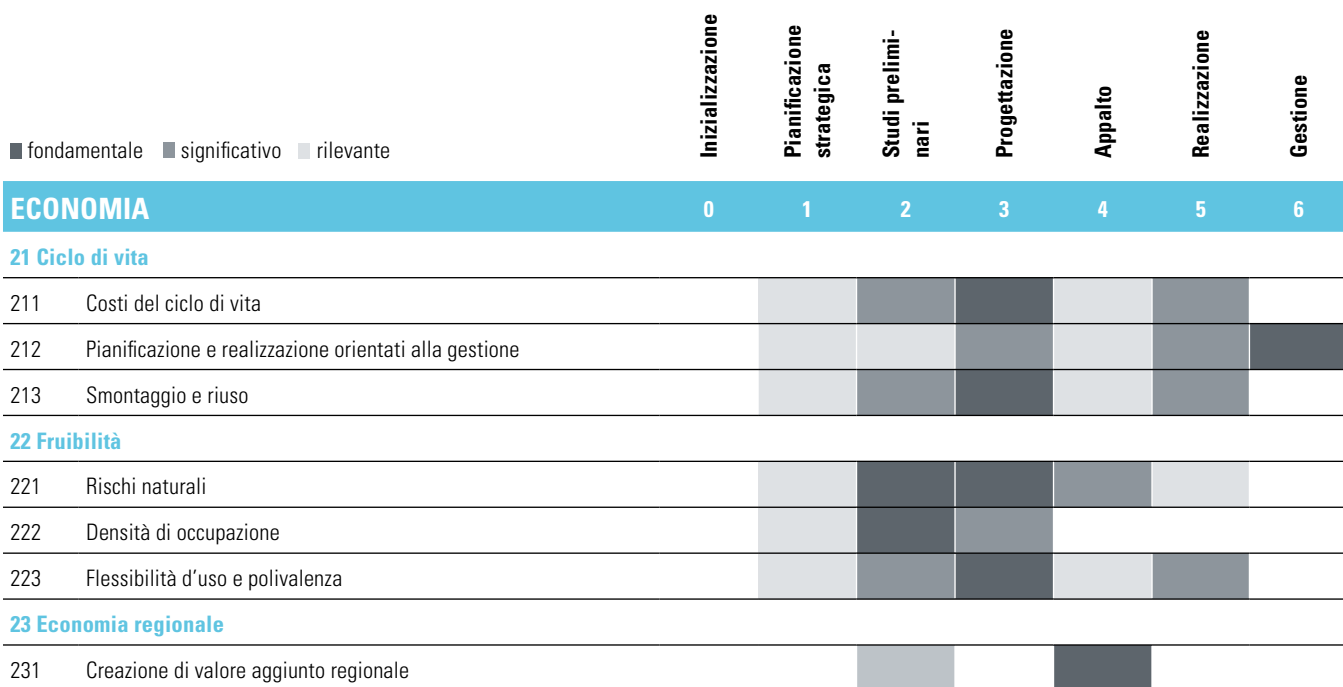 Inizializzazione
Pianificazione
strategica
Studi prelimi-
nari
Progettazione
Appalto
Realizzazione
Gestione
fondamentale significativo rilevante
ECONOMIA 0 1 2 3 4 5 6
21 Ciclo di vita
211 Costi del ciclo di vita
212 Pianificazione e realizzazione orientati alla gestione
213 Smontaggio e riuso
22 Fruibilità
221 Rischi naturali
222 Densità di occupazione
223 Flessibilità d'uso e polivalenza
23 Economia regionale
231 Creazione di valore aggiunto regionale